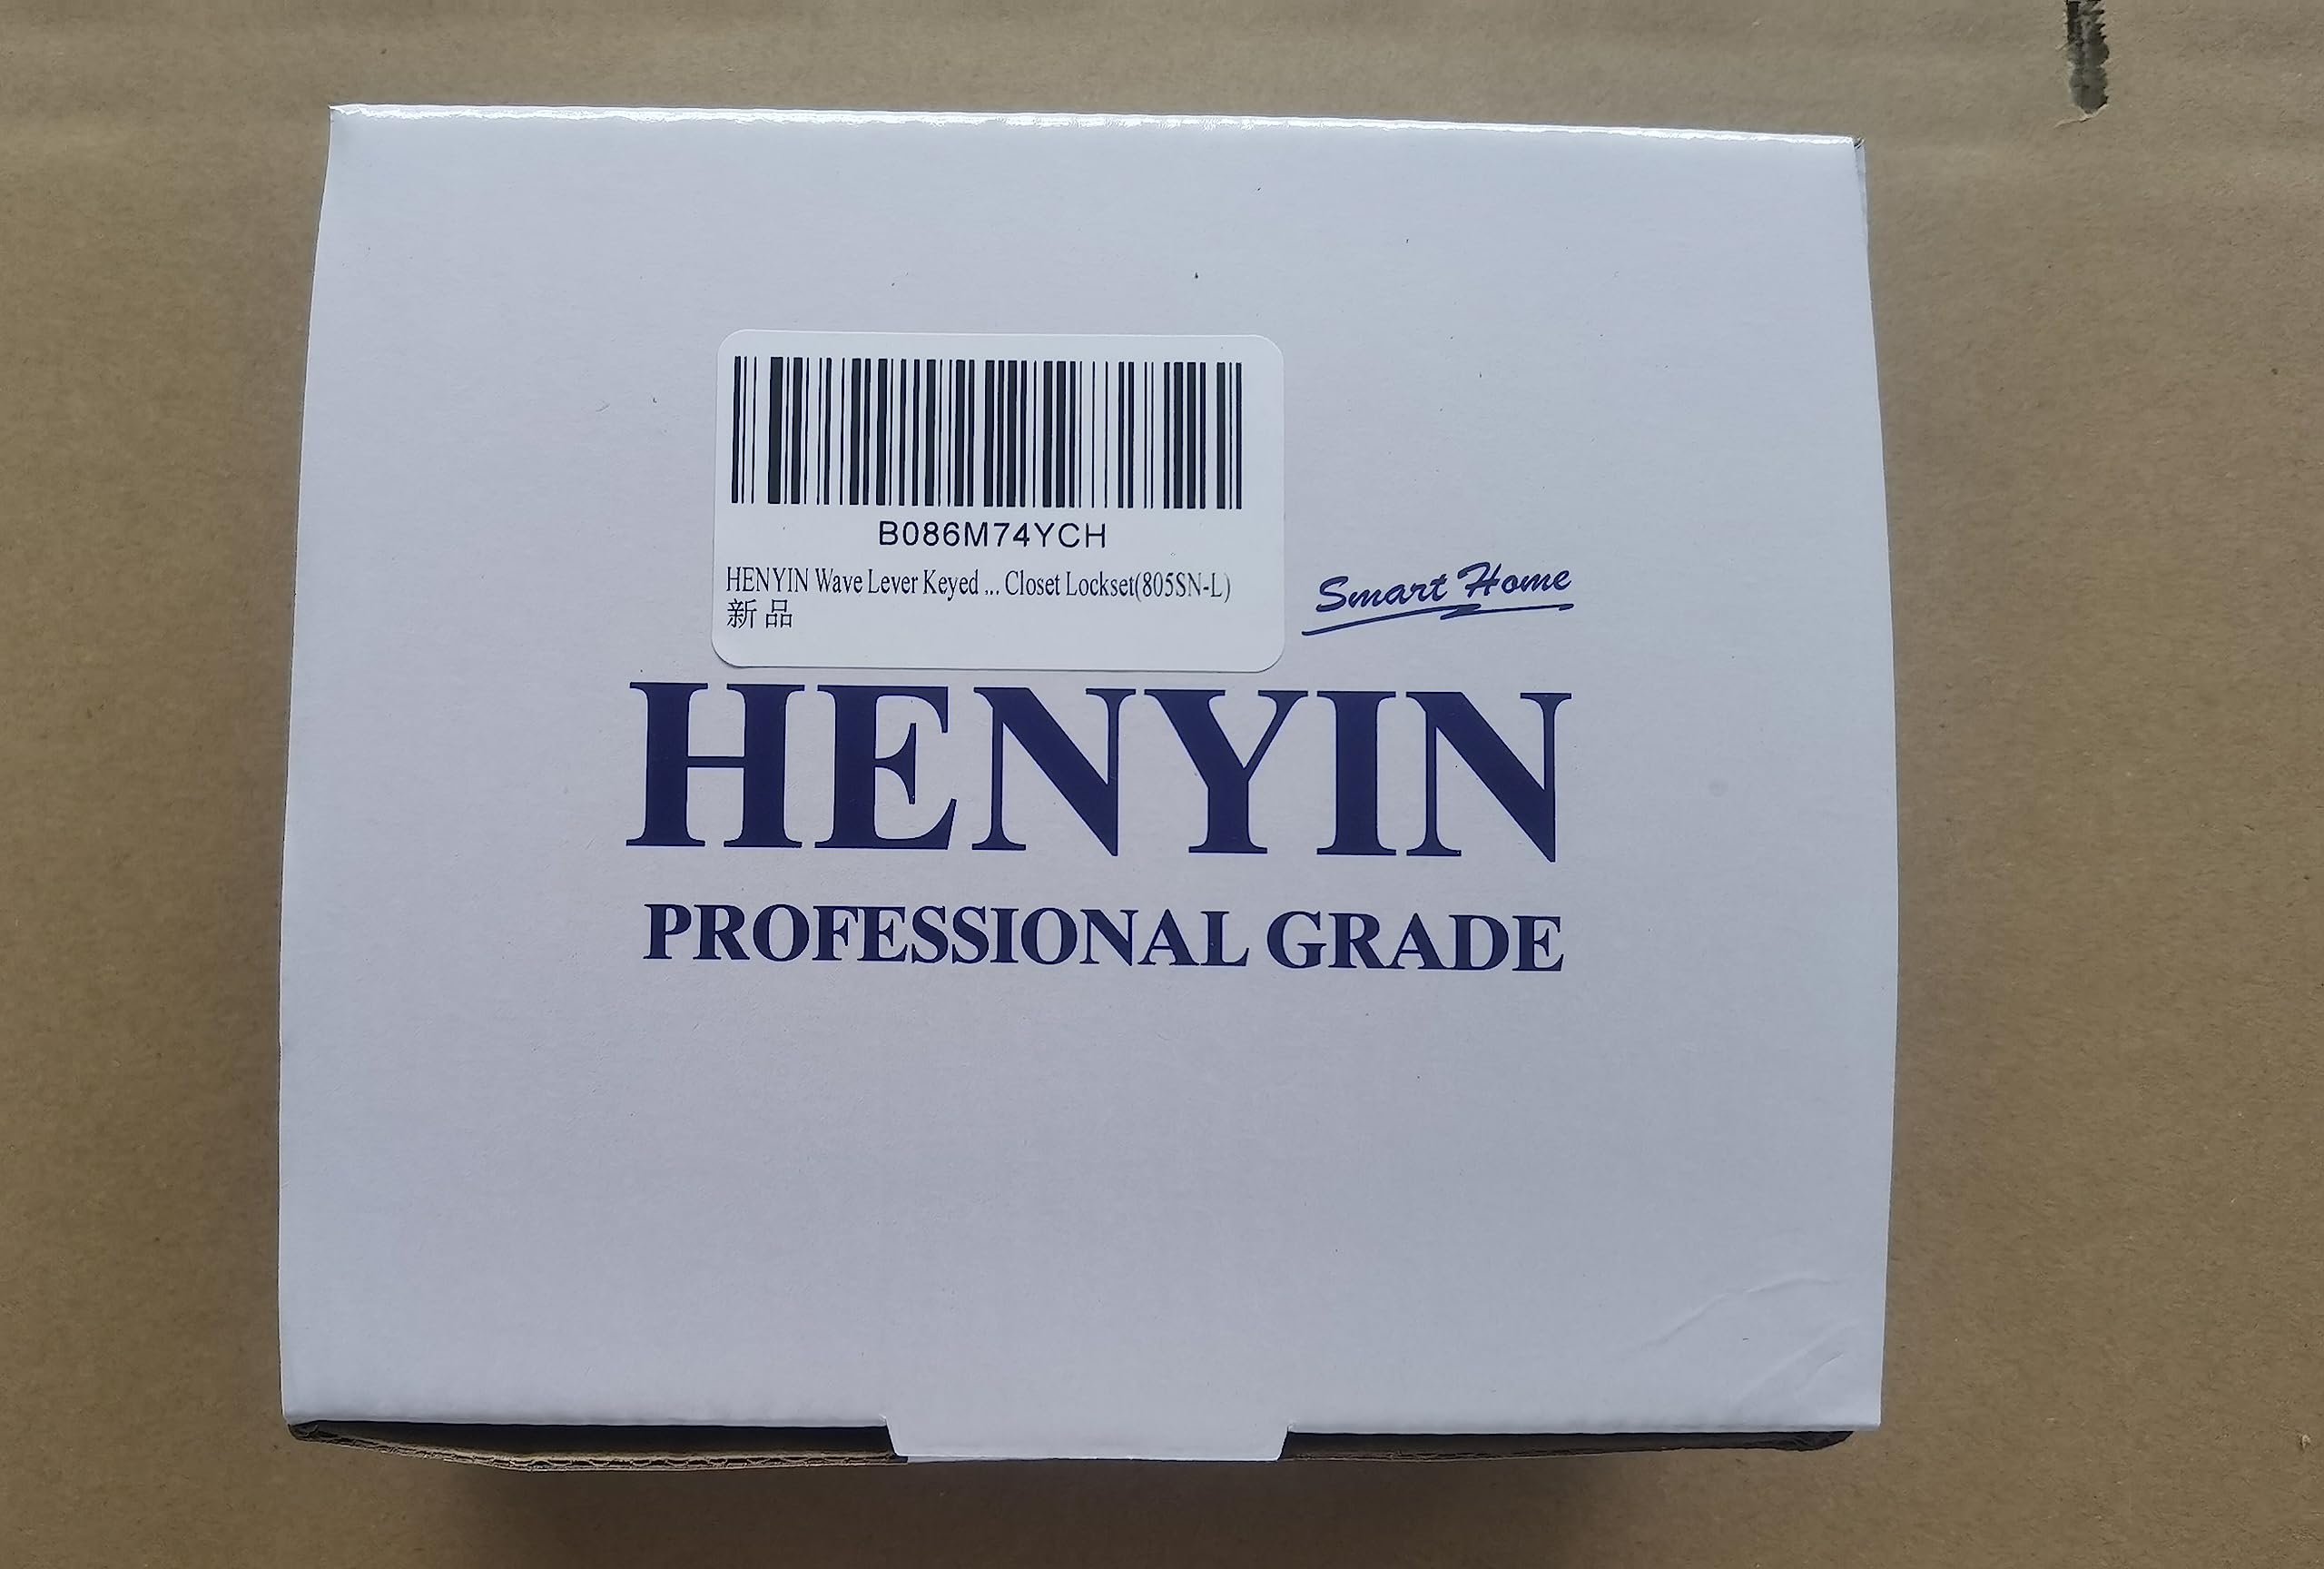 B086M74YCH
HENYIN Wave Lever Keyed ... Closet Lockset(805SN-L)
新品
Smart Home
HENYIN
PROFESSIONAL GRADE